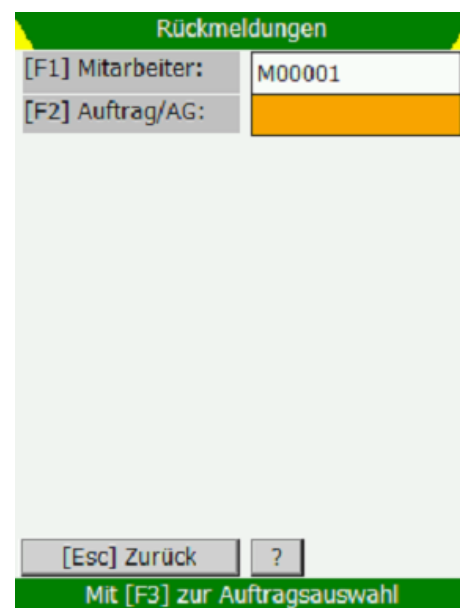 Rückmeldungen
[F1] Mitarbeiter: M00001
[F2] Auftrag/AG:
[Esc] Zurück ?
Mit [F3] zur Auftragsauswahl